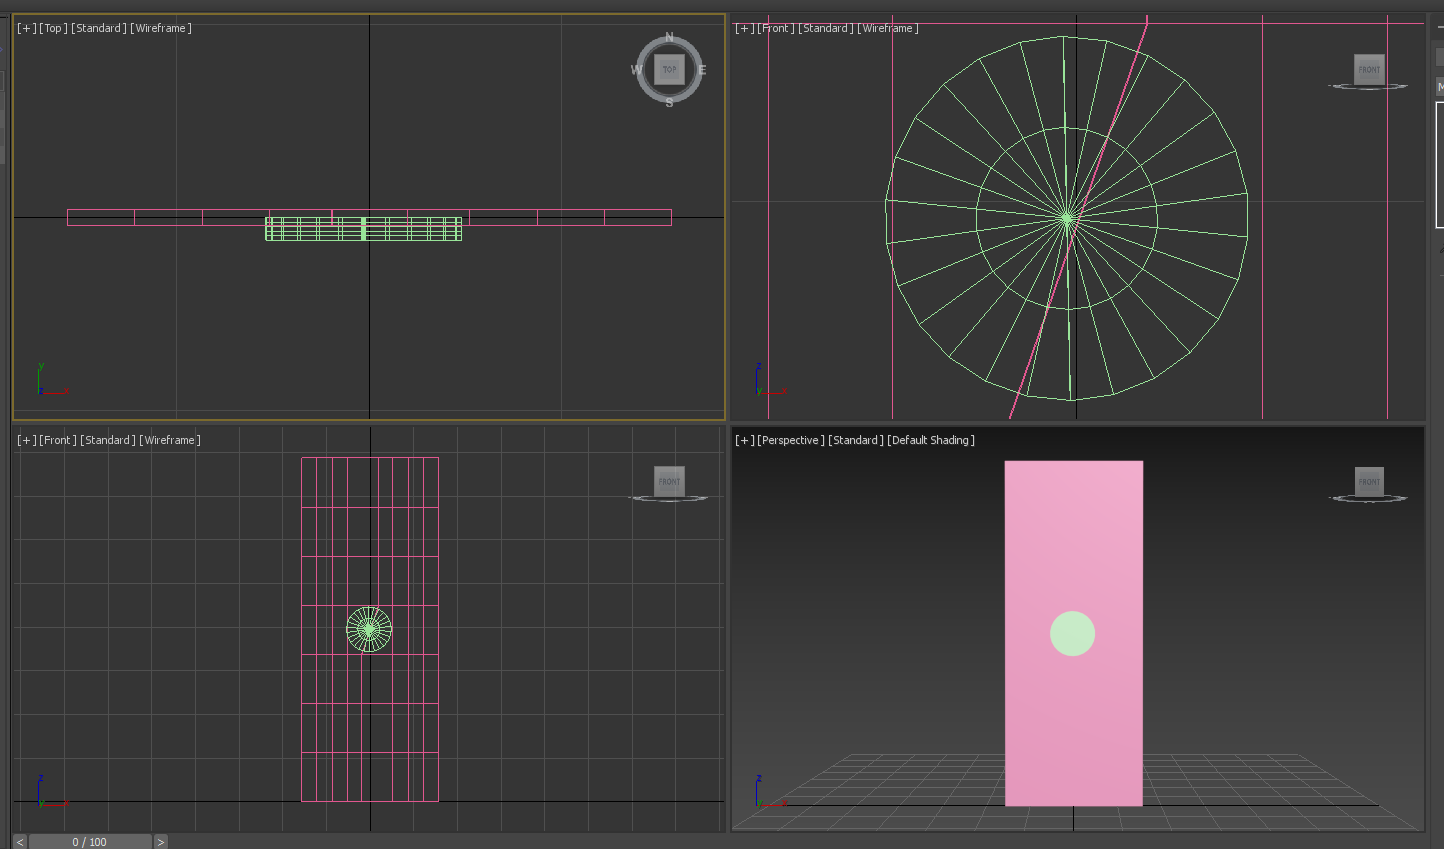 [+] [Top] [Standard] [Wireframe]
N
W TOP E
S
y
z x
[+] [Front] [Standard] [Wireframe]
FRONT
z
y x
M
[+] [Front] [Standard] [Wireframe]
FRONT
z
y x
[+] [Perspective] [Standard] [Default Shading]
FRONT
z
y x
< 0 / 100 >